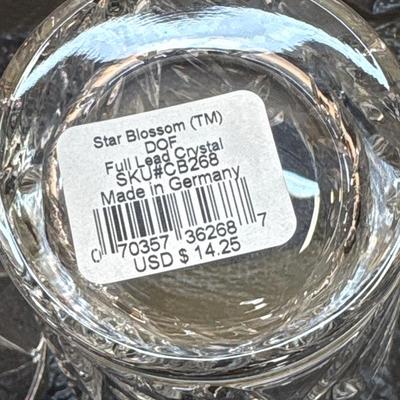 Star Blossom (TM)
DOF
Full Lead Crystal
SKU#CB268
Made in Germany
0 70357 36268 7
USD $ 14.25